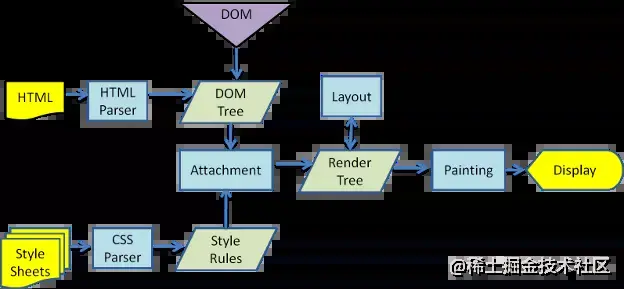 DOM
HTML
HTML
Parser
DOM
Tree
Layout
Attachment
Render
Tree
Painting
Display
Style
Sheets
CSS
Parser
Style
Rules
@稀土掘金技术社区